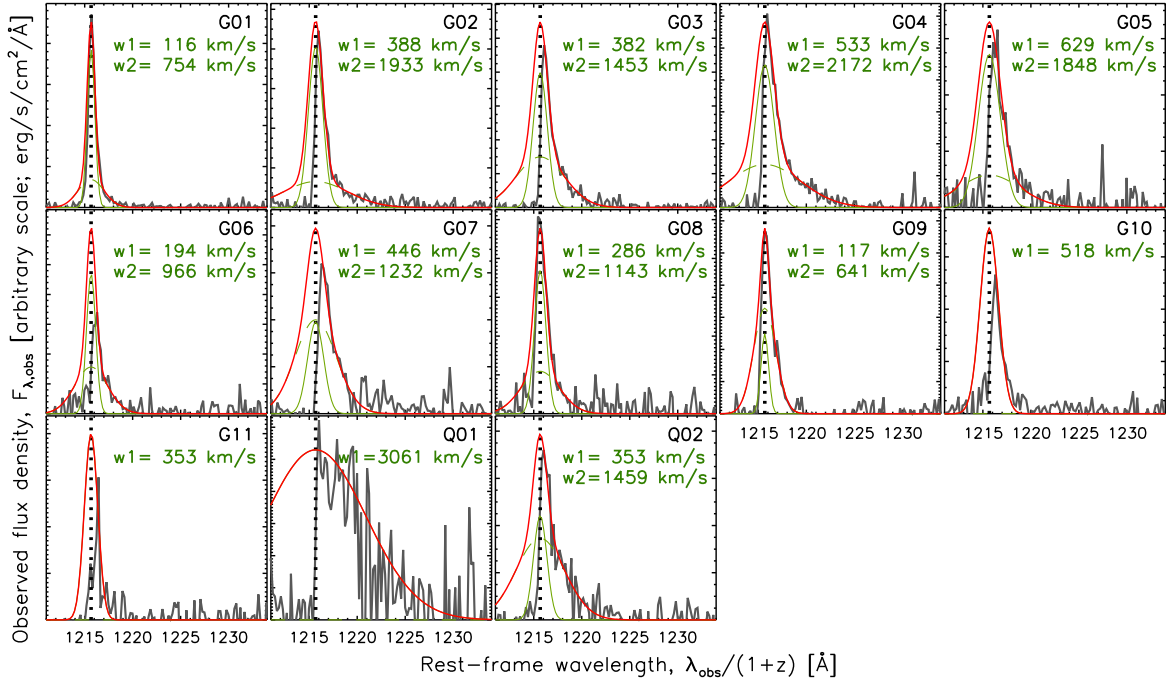 G01
w1= 116 km/s
w2= 754 km/s
G02
w1= 388 km/s
w2=1933 km/s
G03
w1= 382 km/s
w2=1453 km/s
G04
w1= 533 km/s
w2=2172 km/s
G05
w1= 629 km/s
w2=1848 km/s
G06
w1= 194 km/s
w2= 966 km/s
G07
w1= 446 km/s
w2=1232 km/s
G08
w1= 286 km/s
w2=1143 km/s
G09
w1= 117 km/s
w2= 641 km/s
G10
w1= 518 km/s
1215 1220 1225 1230
1215 1220 1225 1230
G11
w1= 353 km/s
Q01
w1=3061 km/s
Q02
w1= 353 km/s
w2=1459 km/s
1215 1220 1225 1230
1215 1220 1225 1230
1215 1220 1225 1230
Observed flux density, Fλ,obs [arbitrary scale; erg/s/cm²/Å]
Rest-frame wavelength, λobs/(1+z) [Å]